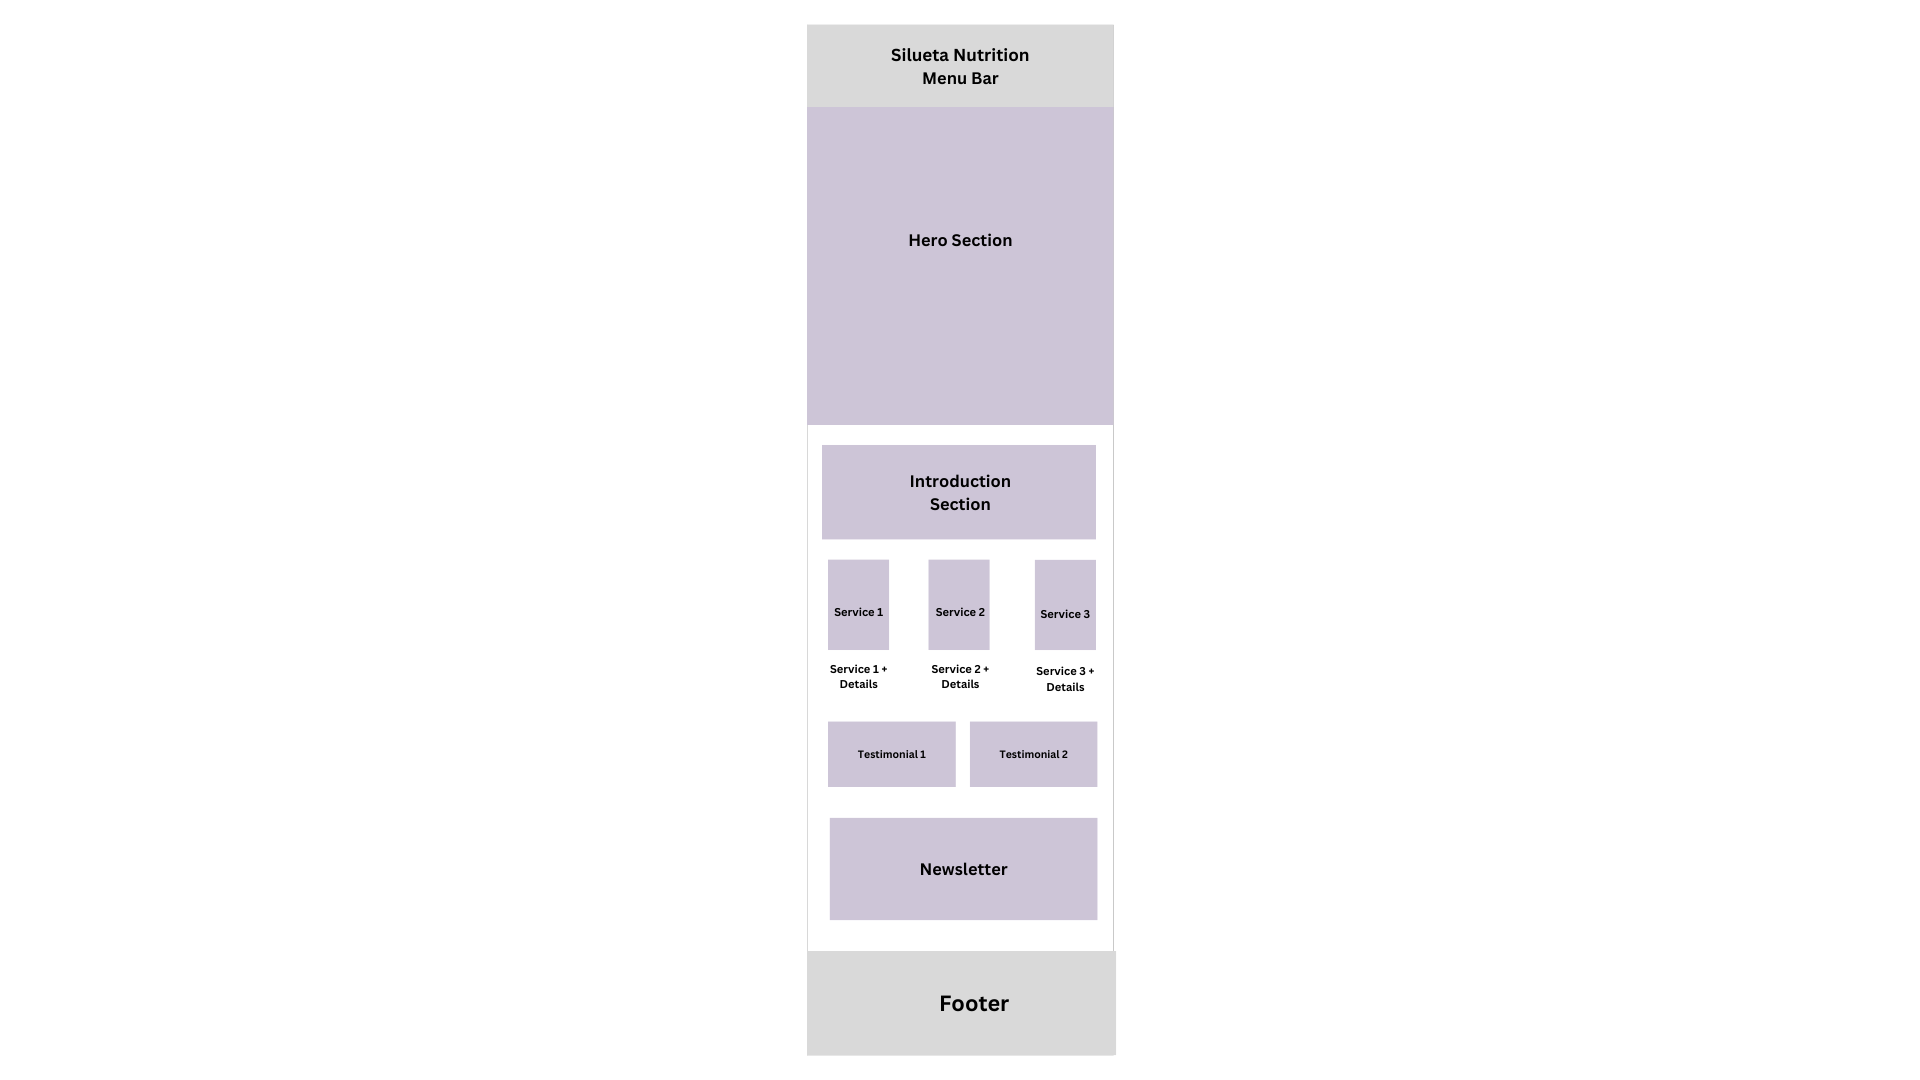 Silueta Nutrition
Menu Bar
Hero Section
Introduction
Section
Service 1
Service 2
Service 3
Service 1 +
Details
Service 2 +
Details
Service 3 +
Details
Testimonial 1
Testimonial 2
Newsletter
Footer